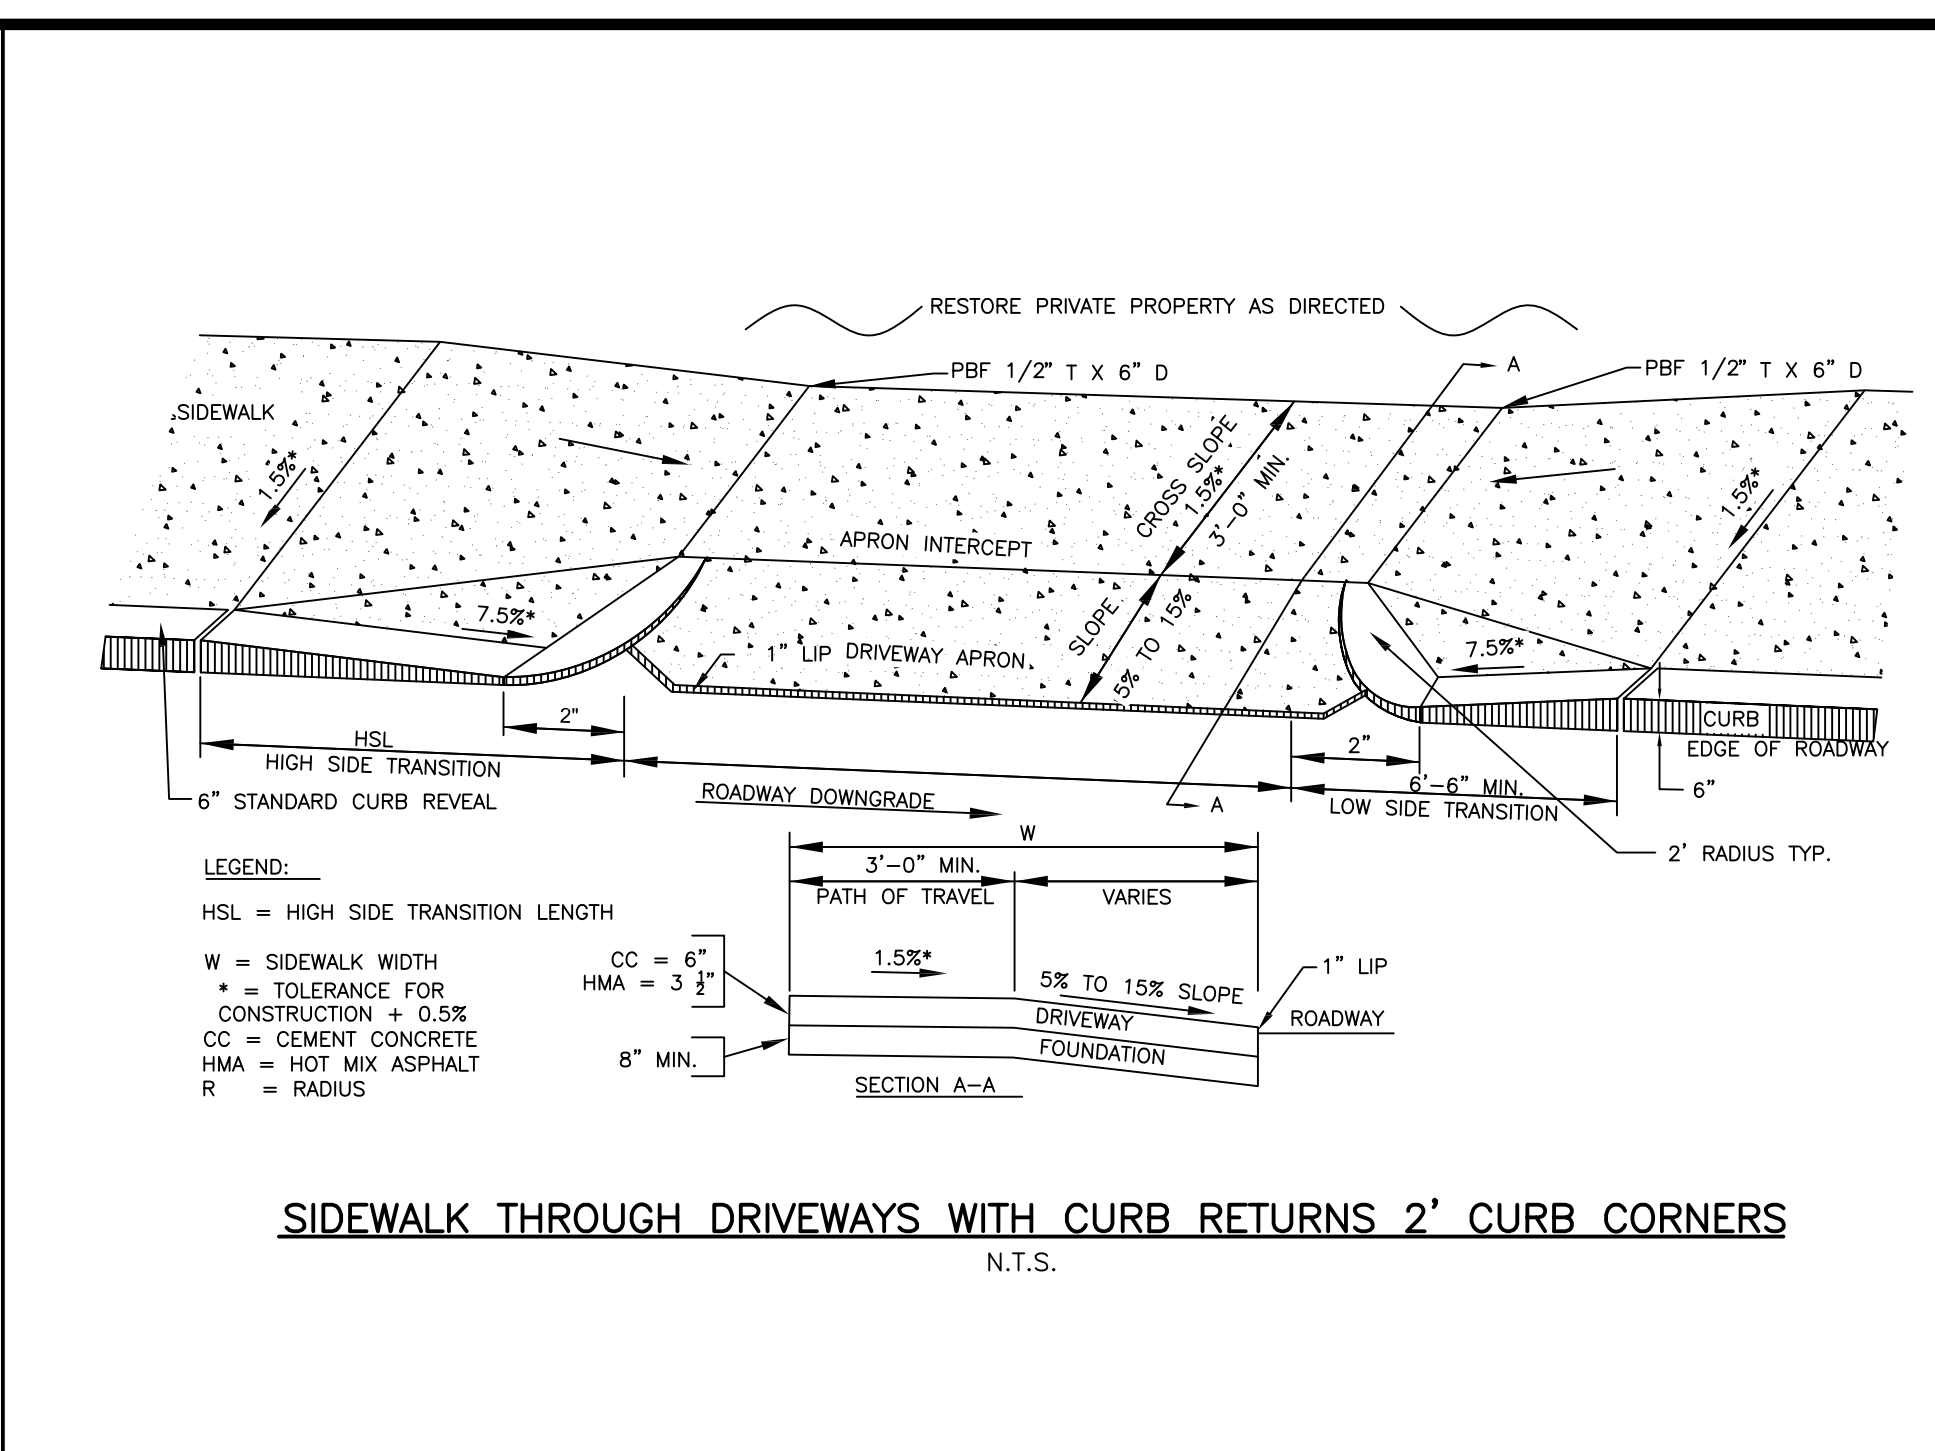 RESTORE PRIVATE PROPERTY AS DIRECTED
PBF 1/2” T X 6” D
A
PBF 1/2” T X 6” D
SIDEWALK
1.5%*
CROSS SLOPE
1.5%*
3’-0” MIN.
1.5%*
APRON INTERCEPT
7.5%*
SLOPE
5% TO 15%
7.5%*
1” LIP DRIVEWAY APRON
2"
HSL
HIGH SIDE TRANSITION
2”
CURB
EDGE OF ROADWAY
6’-6” MIN.
LOW SIDE TRANSITION
6”
6” STANDARD CURB REVEAL
ROADWAY DOWNGRADE
A
2’ RADIUS TYP.
W
3’-0” MIN.
PATH OF TRAVEL
VARIES
LEGEND:
HSL = HIGH SIDE TRANSITION LENGTH
W = SIDEWALK WIDTH
* = TOLERANCE FOR
CONSTRUCTION + 0.5%
CC = CEMENT CONCRETE
HMA = HOT MIX ASPHALT
R = RADIUS
CC = 6”
HMA = 3 ½”
8” MIN.
1.5%*
5% TO 15% SLOPE
1” LIP
ROADWAY
DRIVEWAY
FOUNDATION
SECTION A-A
SIDEWALK THROUGH DRIVEWAYS WITH CURB RETURNS 2’ CURB CORNERS
N.T.S.